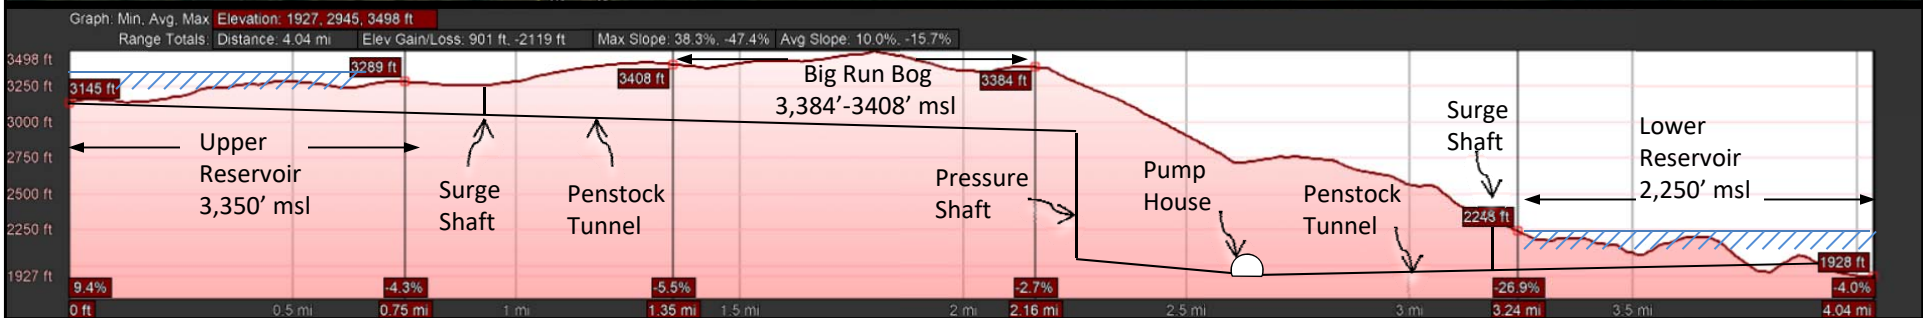 Graph: Min, Avg, Max Elevation: 1927, 2945, 3498 ft
Range Totals: Distance: 4.04 mi Elev Gain/Loss: 901 ft, -2119 ft Max Slope: 38.3%, -47.4% Avg Slope: 10.0%, -15.7%
3498 ft
3250 ft
3000 ft
2750 ft
2500 ft
2250 ft
1927 ft
3145 ft
3289 ft
3408 ft
Big Run Bog
3,384’-3408’ msl
3384 ft
Upper
Reservoir
3,350’ msl
Surge
Shaft
Penstock
Tunnel
Pressure
Shaft
Pump
House
Penstock
Tunnel
Surge
Shaft
2248 ft
Lower
Reservoir
2,250’ msl
1928 ft
9.4% -4.3% -5.5% -2.7% -26.9% -4.0%
0 ft 0.5 mi 0.75 mi 1 mi 1.35 mi 1.5 mi 2 mi 2.16 mi 2.5 mi 3 mi 3.24 mi 3.5 mi 4.04 mi